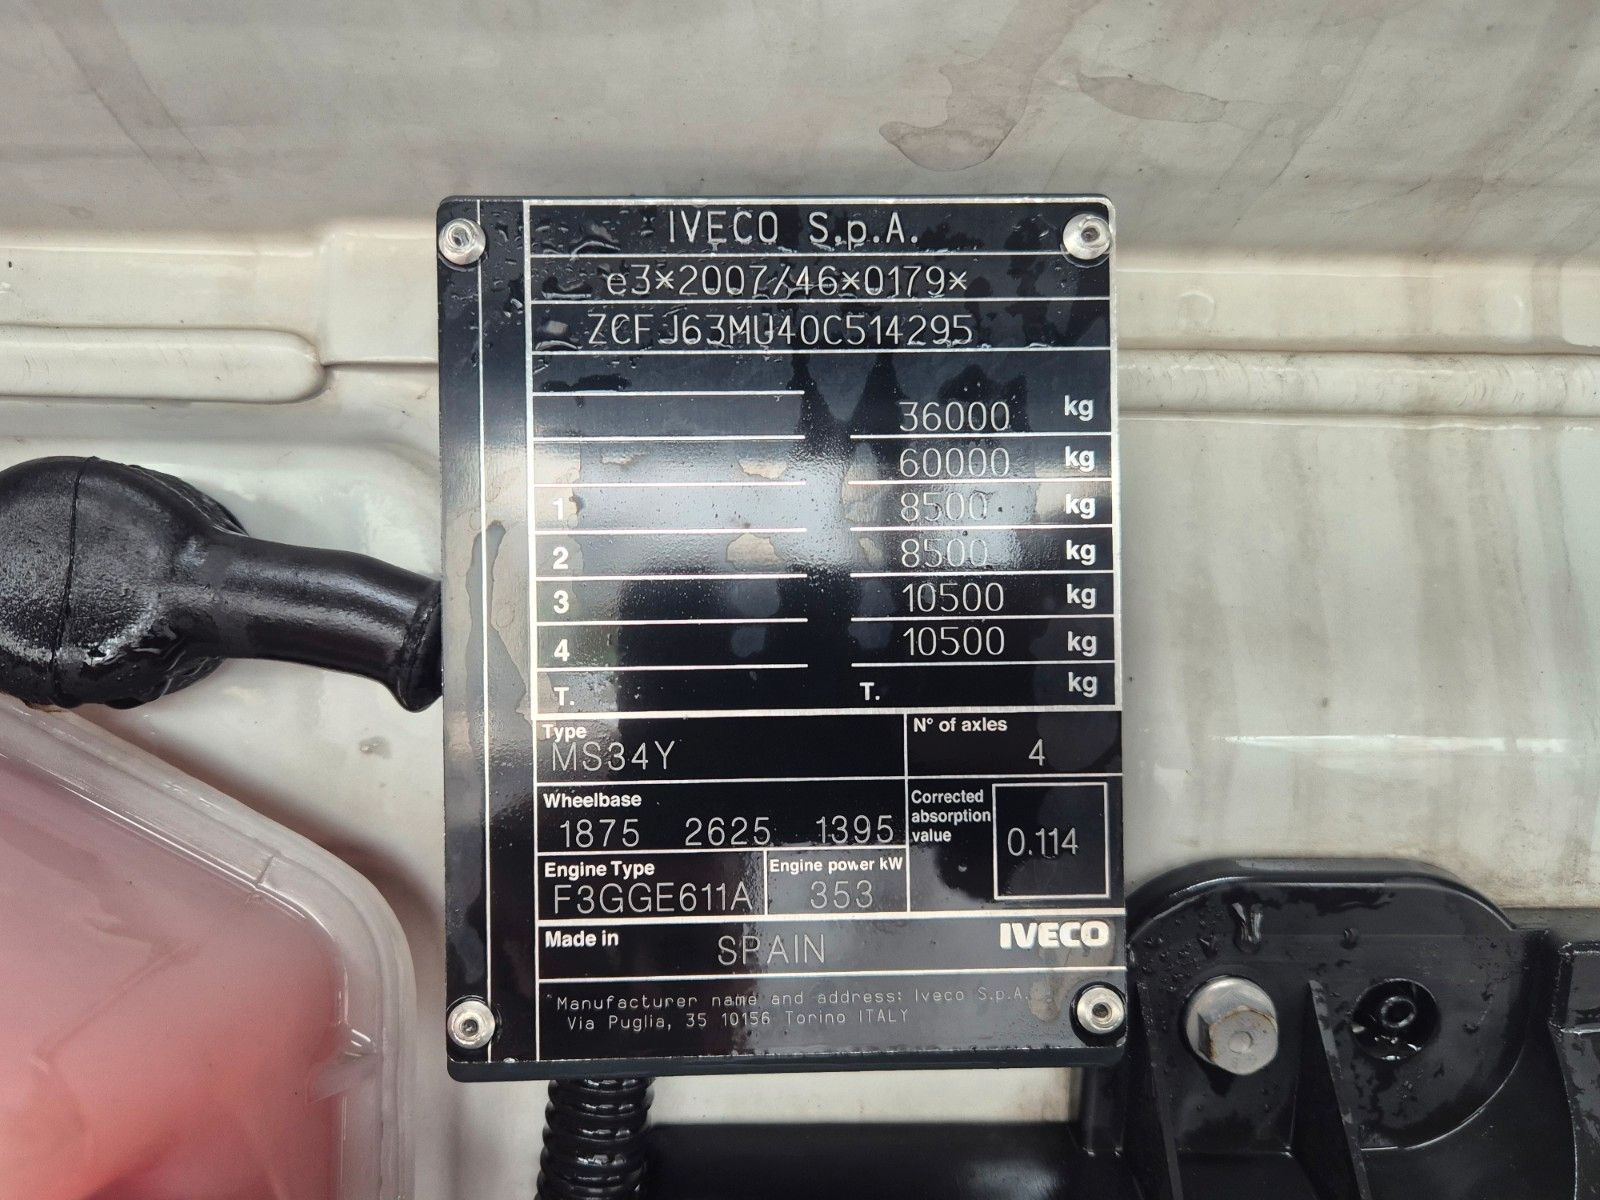 IVECO S.p.A.
e3*2007/46*0179*
ZCFJ63MU40C514295
36000 kg
60000 kg
1 8500 kg
2 8500 kg
3 10500 kg
4 10500 kg
T. T. kg
Type N° of axles
MS34Y 4
Wheelbase Corrected absorption value
1875 2625 1395 0.114
Engine Type Engine power kW
F3GGE611A 353
Made in SPAIN IVECO
Manufacturer name and address: Iveco S.p.A.
Via Puglia, 35 10156 Torino ITALY